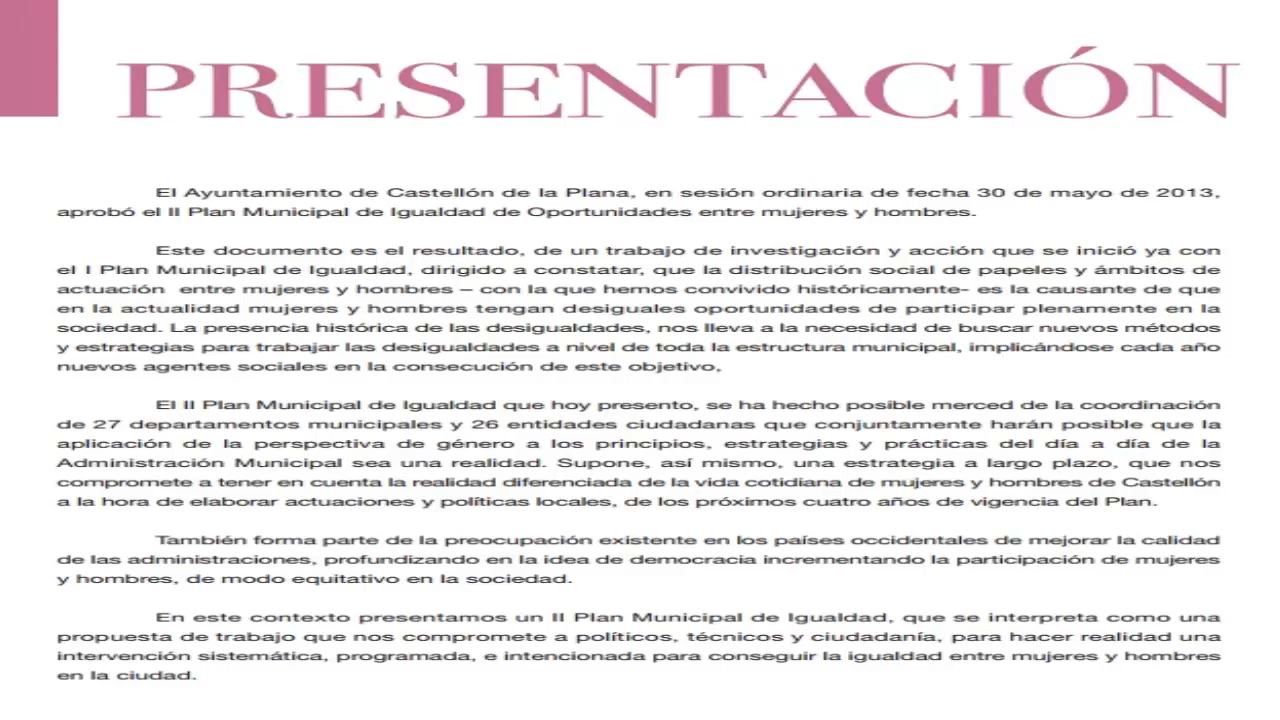 PRESENTACIÓN
El Ayuntamiento de Castellón de la Plana, en sesión ordinaria de fecha 30 de mayo de 2013,
aprobó el II Plan Municipal de Igualdad de Oportunidades entre mujeres y hombres.
Este documento es el resultado, de un trabajo de investigación y acción que se inició ya con
el I Plan Municipal de Igualdad, dirigido a constatar, que la distribución social de papeles y ámbitos de
actuación entre mujeres y hombres – con la que hemos convivido históricamente- es la causante de que
en la actualidad mujeres y hombres tengan desiguales oportunidades de participar plenamente en la
sociedad. La presencia histórica de las desigualdades, nos lleva a la necesidad de buscar nuevos métodos
y estrategias para trabajar las desigualdades a nivel de toda la estructura municipal, implicándose cada año
nuevos agentes sociales en la consecución de este objetivo,
El II Plan Municipal de Igualdad que hoy presento, se ha hecho posible merced de la coordinación
de 27 departamentos municipales y 26 entidades ciudadanas que conjuntamente harán posible que la
aplicación de la perspectiva de género a los principios, estrategias y prácticas del día a día de la
Administración Municipal sea una realidad. Supone, así mismo, una estrategia a largo plazo, que nos
compromete a tener en cuenta la realidad diferenciada de la vida cotidiana de mujeres y hombres de Castellón
a la hora de elaborar actuaciones y políticas locales, de los próximos cuatro años de vigencia del Plan.
También forma parte de la preocupación existente en los países occidentales de mejorar la calidad
de las administraciones, profundizando en la idea de democracia incrementando la participación de mujeres
y hombres, de modo equitativo en la sociedad.
En este contexto presentamos un II Plan Municipal de Igualdad, que se interpreta como una
propuesta de trabajo que nos compromete a políticos, técnicos y ciudadanía, para hacer realidad una
intervención sistemática, programada, e intencionada para conseguir la igualdad entre mujeres y hombres
en la ciudad.